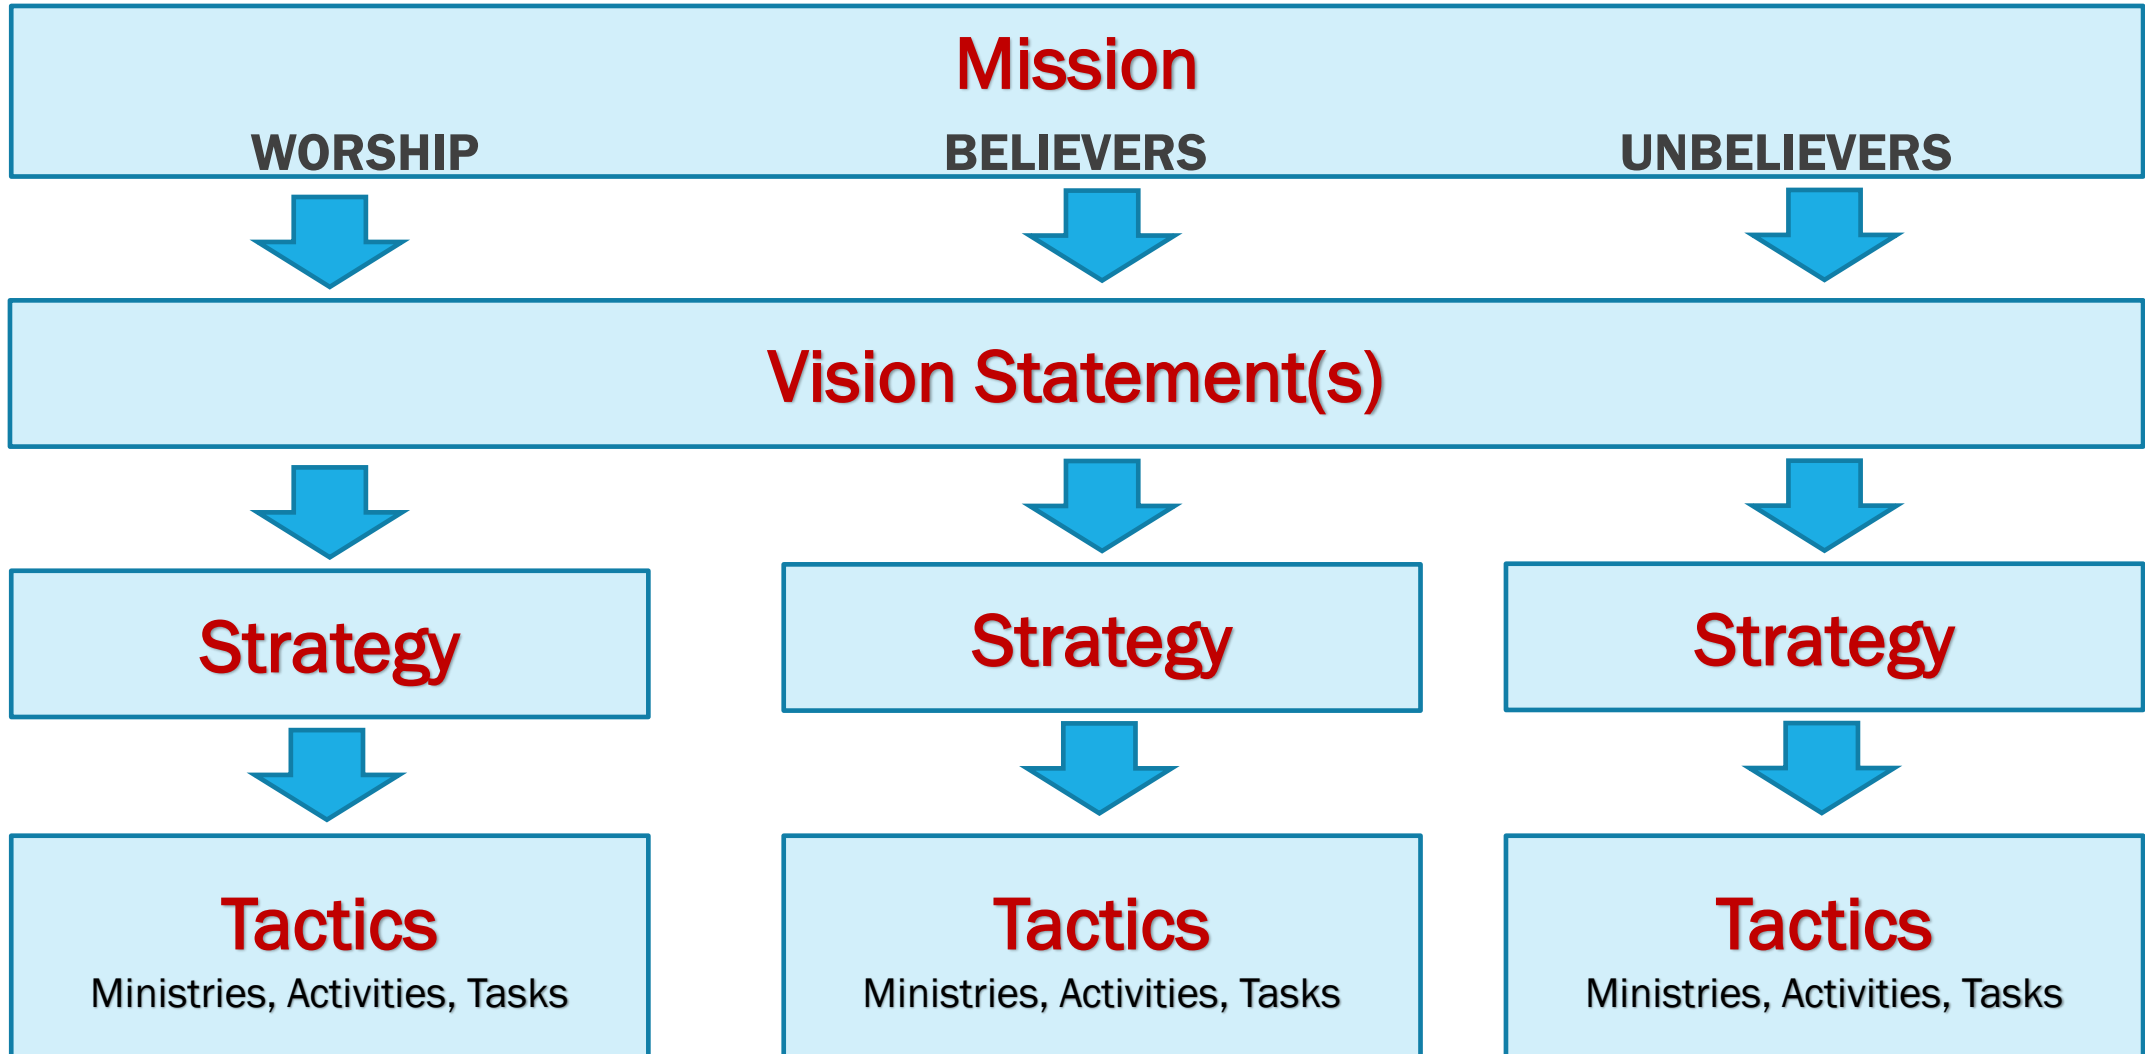 Mission
WORSHIP BELIEVERS UNBELIEVERS
Vision Statement(s)
Strategy Strategy Strategy
Tactics Tactics Tactics
Ministries, Activities, Tasks Ministries, Activities, Tasks Ministries, Activities, Tasks